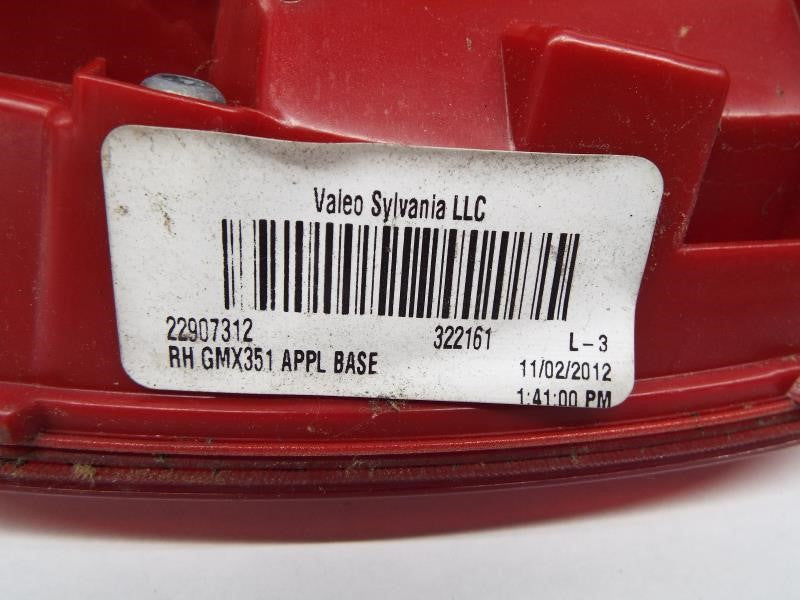 Valeo Sylvania LLC
22907312 322161 L-3
RH GMX351 APPL BASE 11/02/2012
1:41:00 PM